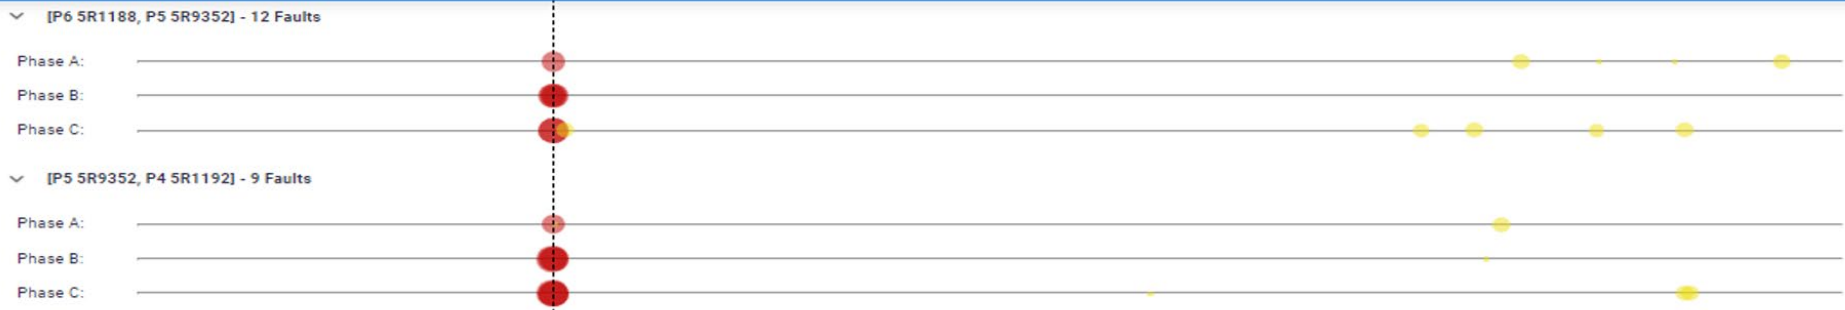 [P6 5R1188, P5 5R9352] - 12 Faults
Phase A:
Phase B:
Phase C:
[P5 5R9352, P4 5R1192] - 9 Faults
Phase A:
Phase B:
Phase C: